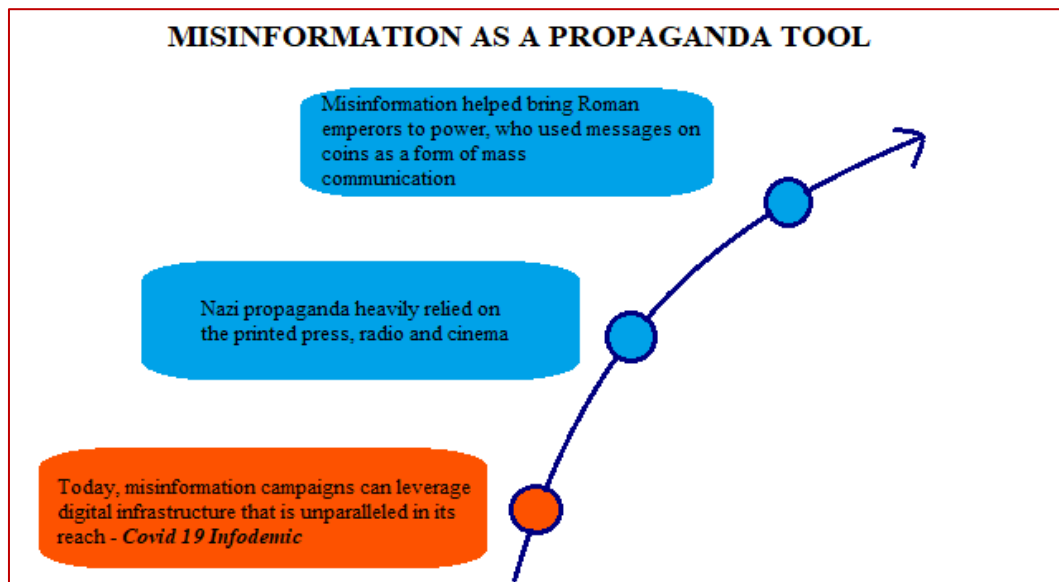 MISINFORMATION AS A PROPAGANDA TOOL
Misinformation helped bring Roman
emperors to power, who used messages on
coins as a form of mass
communication
Nazi propaganda heavily relied on
the printed press, radio and cinema
Today, misinformation campaigns can leverage
digital infrastructure that is unparalleled in its
reach - Covid 19 Infodemic